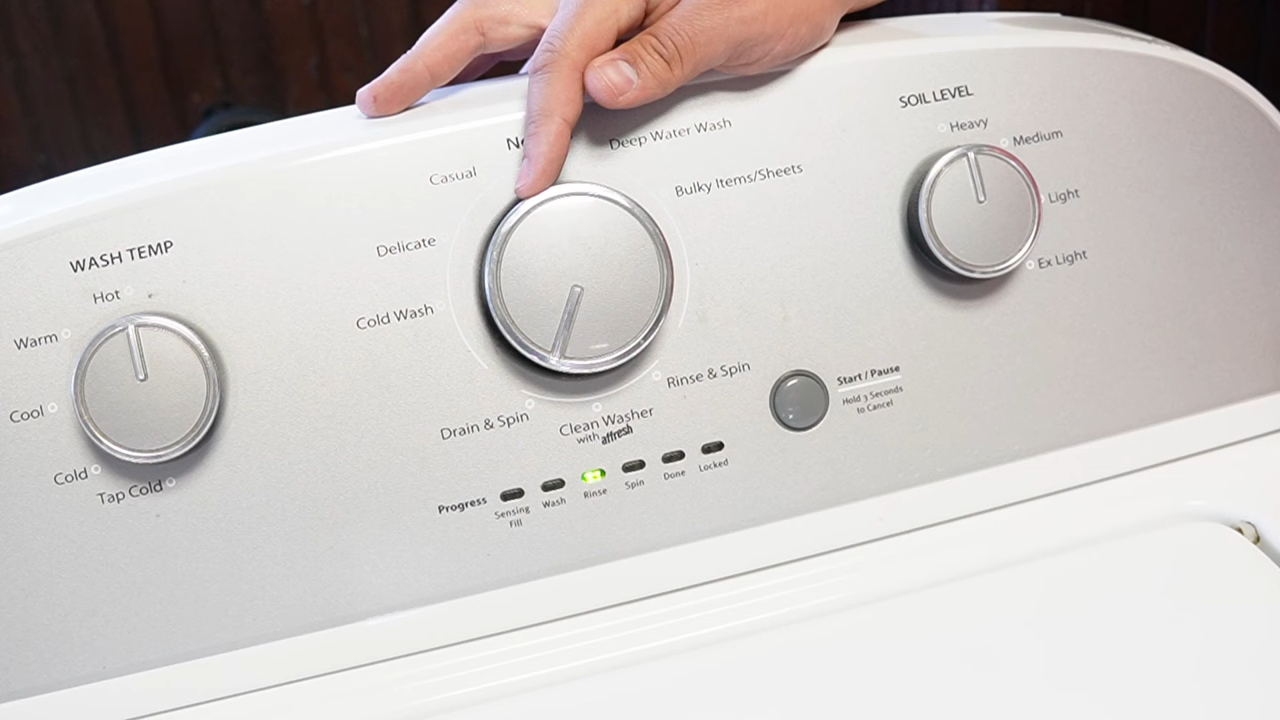 WASH TEMP
Hot
Warm
Cool
Cold
Tap Cold
Deep Water Wash
Casual
Bulky Items/Sheets
Delicate
Cold Wash
Rinse & Spin
Drain & Spin
Clean Washer
with affresh
SOIL LEVEL
Heavy
Medium
Light
Ex Light
Start / Pause
Hold 3 Seconds
to Cancel
Progress
Sensing
Fill
Wash
Rinse
Spin
Done
Locked